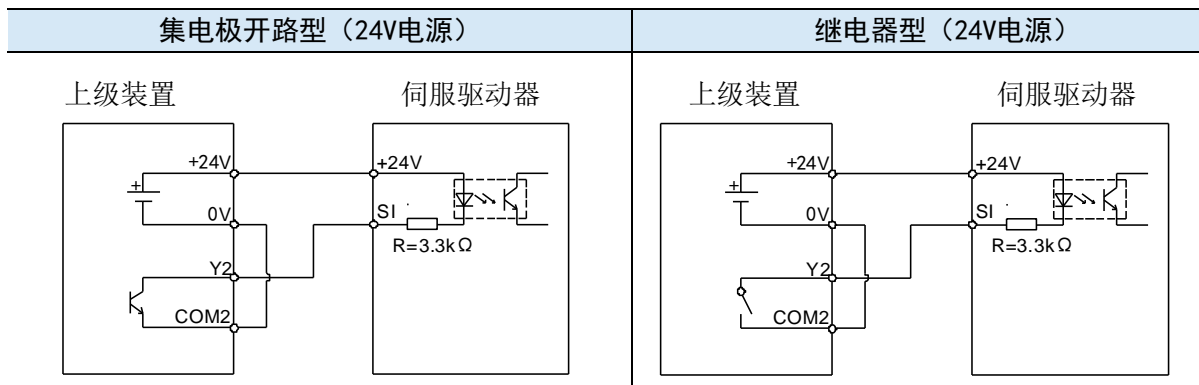 集电极开路型（24V电源）
继电器型（24V电源）
上级装置
伺服驱动器
+24V
+24V
+
0V
SI
R=3.3kΩ
Y2
COM2
上级装置
伺服驱动器
+24V
+24V
+
0V
SI
R=3.3kΩ
Y2
COM2